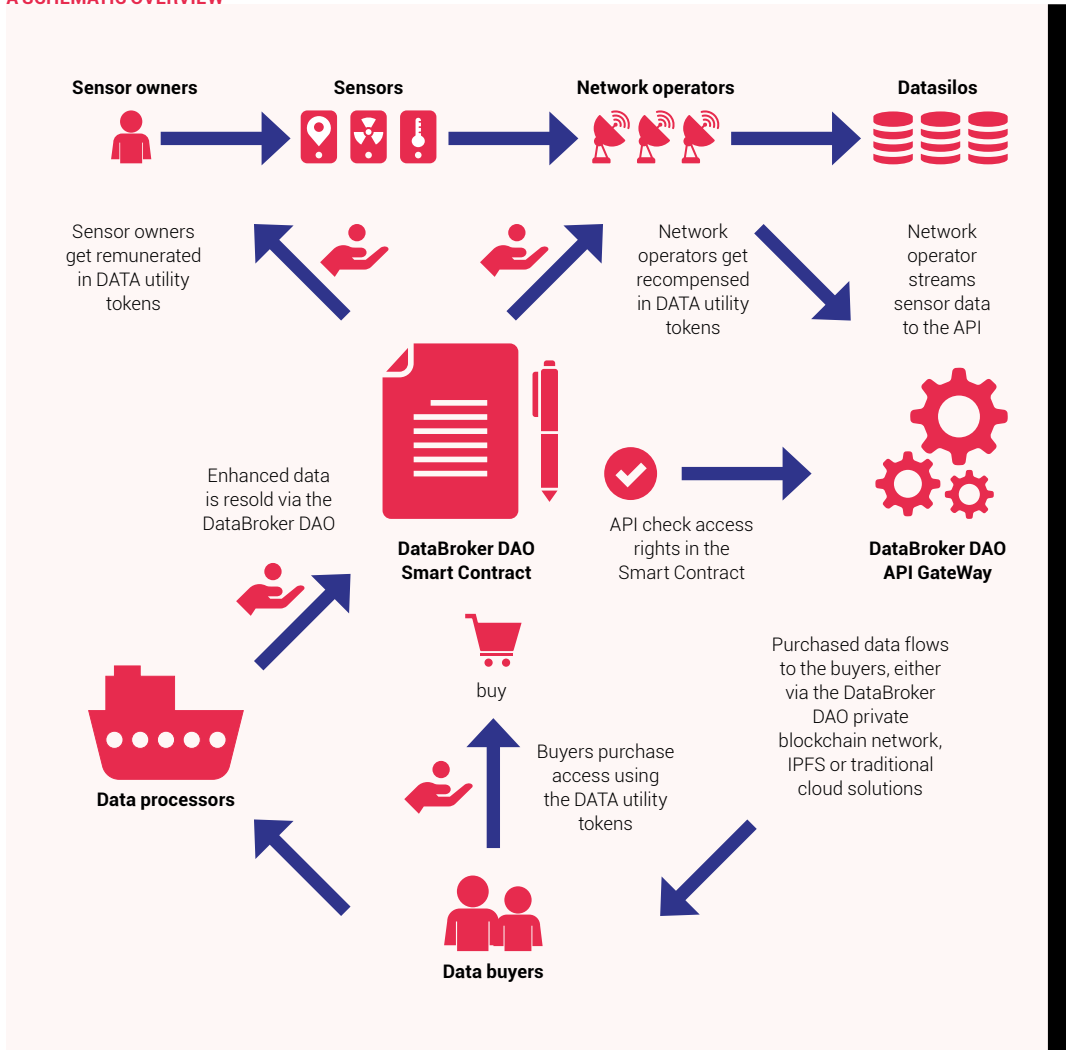 A SCHEMATIC OVERVIEW
Sensor owners
Sensors
Network operators
Datasilos
Sensor owners
get remunerated
in DATA utility
tokens
Network
operators get
recompensed
in DATA utility
tokens
Network
operator
streams
sensor data
to the API
Enhanced data
is resold via the
DataBroker DAO
DataBroker DAO
Smart Contract
API check access
rights in the
Smart Contract
DataBroker DAO
API GateWay
buy
Purchased data flows
to the buyers, either
via the DataBroker
DAO private
blockchain network,
IPFS or traditional
cloud solutions
Buyers purchase
access using
the DATA utility
tokens
Data processors
Data buyers